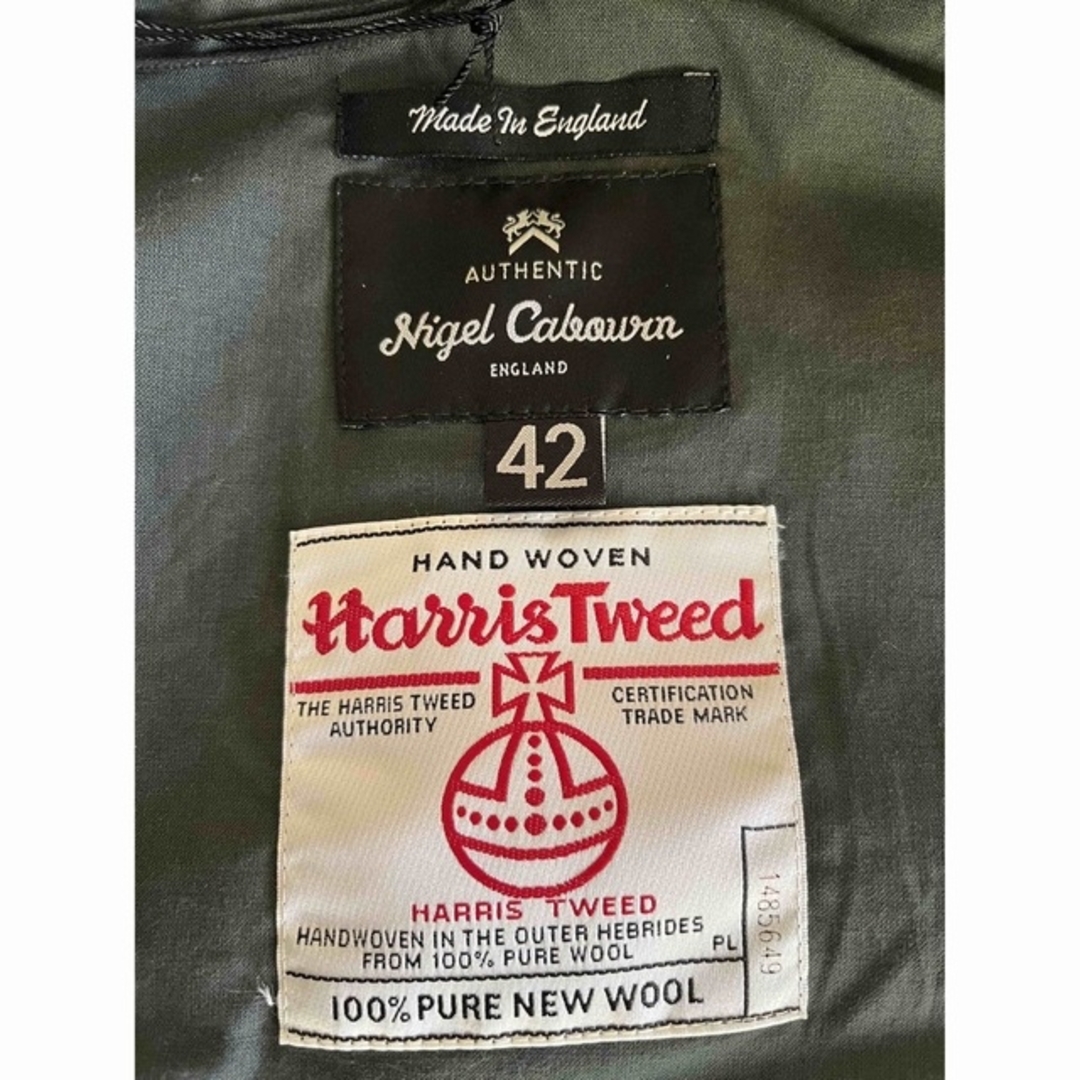 Made In England
AUTHENTIC
Nigel Cabourn
ENGLAND
42
HAND WOVEN
Harris Tweed
THE HARRIS TWEED
AUTHORITY
CERTIFICATION
TRADE MARK
HARRIS TWEED
HANDWOVEN IN THE OUTER HEBRIDES
FROM 100% PURE WOOL
PL
1485649
100% PURE NEW WOOL